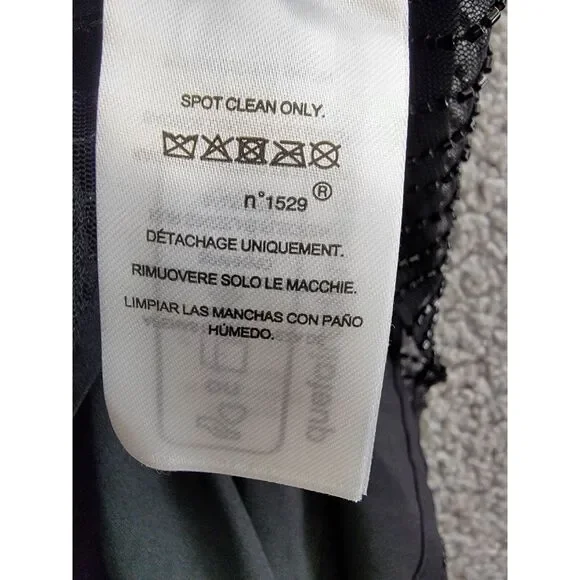 SPOT CLEAN ONLY.
n°1529®
DÉTACHAGE UNIQUEMENT.
RIMUOVERE SOLO LE MACCHIE.
LIMPIAR LAS MANCHAS CON PAÑO
HÚMEDO.